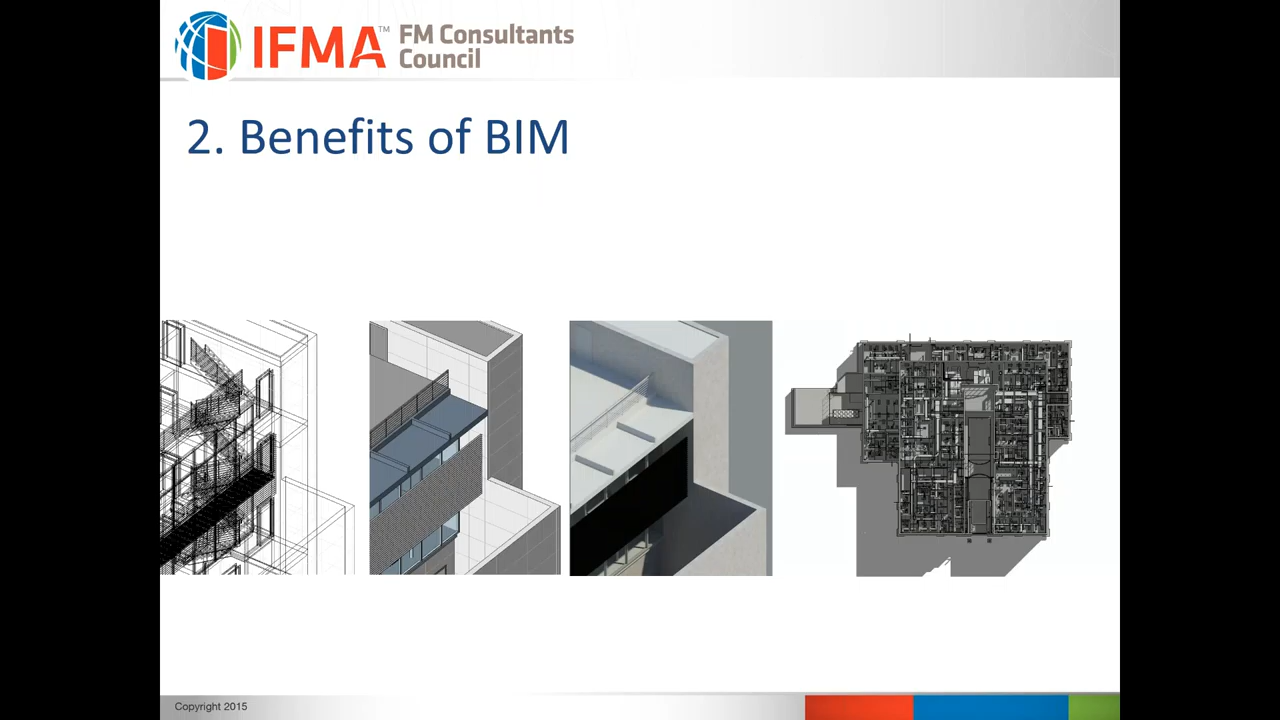 IFMA™ FM Consultants
Council
2. Benefits of BIM
Copyright 2015